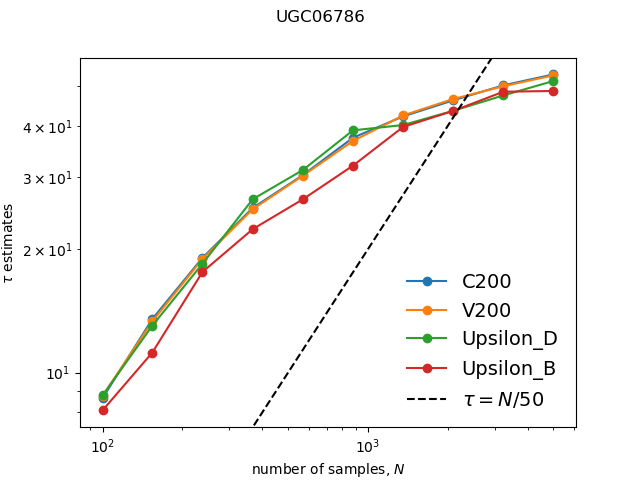 UGC06786
τ estimates
4 × 10¹
3 × 10¹
2 × 10¹
10¹
10²
10³
number of samples, N
C200
V200
Upsilon_D
Upsilon_B
τ = N/50